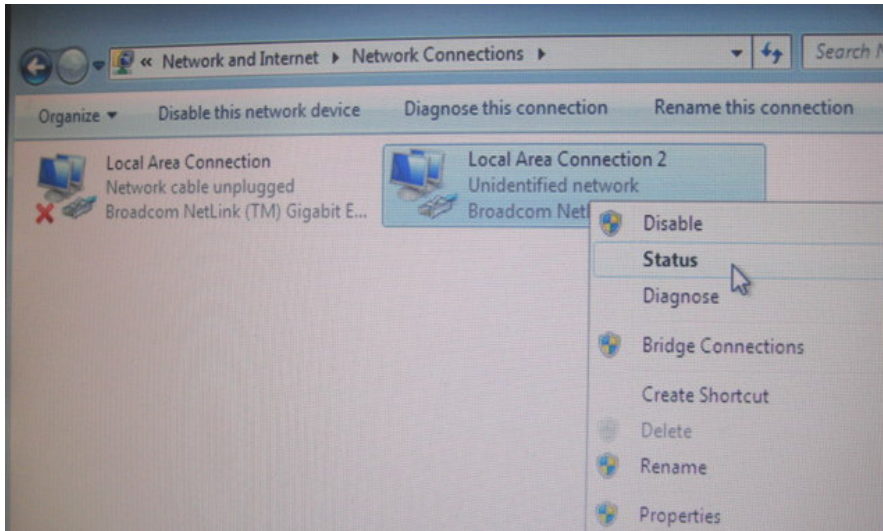 « Network and Internet ▸ Network Connections ▸
Search
Organize ▾ Disable this network device Diagnose this connection Rename this connection
Local Area Connection
Network cable unplugged
Broadcom NetLink (TM) Gigabit E...
Local Area Connection 2
Unidentified network
Broadcom Netl
Disable
Status
Diagnose
Bridge Connections
Create Shortcut
Delete
Rename
Properties